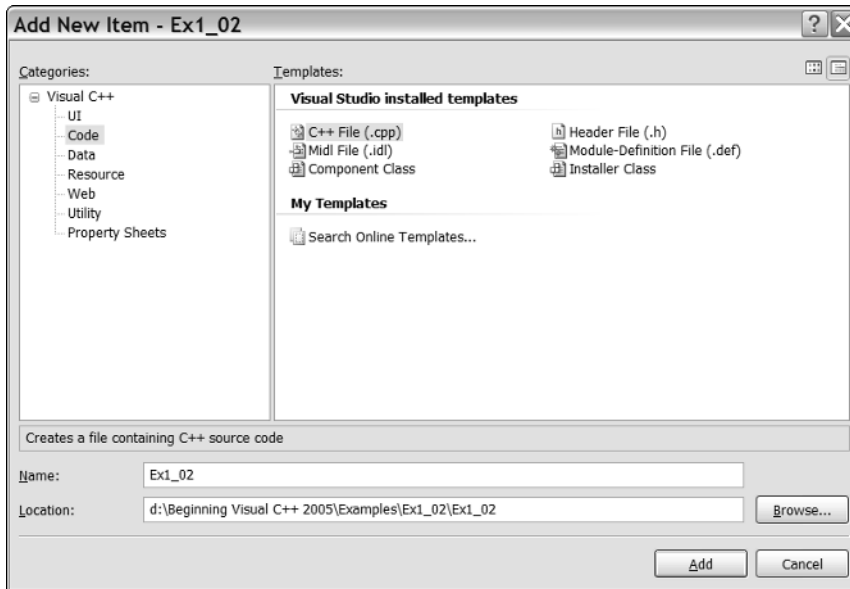 Add New Item - Ex1_02
Categories:
Templates:
Visual C++
UI
Code
Data
Resource
Web
Utility
Property Sheets
Visual Studio installed templates
C++ File (.cpp)
Header File (.h)
Midl File (.idl)
Module-Definition File (.def)
Component Class
Installer Class
My Templates
Search Online Templates...
Creates a file containing C++ source code
Name:
Ex1_02
Location:
d:\Beginning Visual C++ 2005\Examples\Ex1_02\Ex1_02
Browse...
Add
Cancel